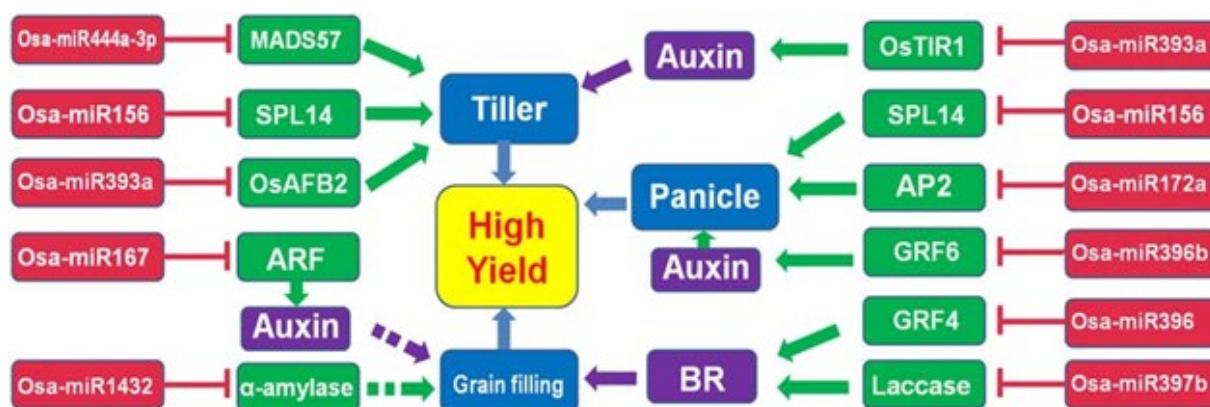 Osa-miR444a-3p
MADS57
Auxin
OsTIR1
Osa-miR393a
Osa-miR156
SPL14
Tiller
SPL14
Osa-miR156
Osa-miR393a
OsAFB2
Panicle
AP2
Osa-miR172a
High
Yield
Osa-miR167
ARF
Auxin
GRF6
Osa-miR396b
Auxin
GRF4
Osa-miR396
Osa-miR1432
α-amylase
Grain filling
BR
Laccase
Osa-miR397b